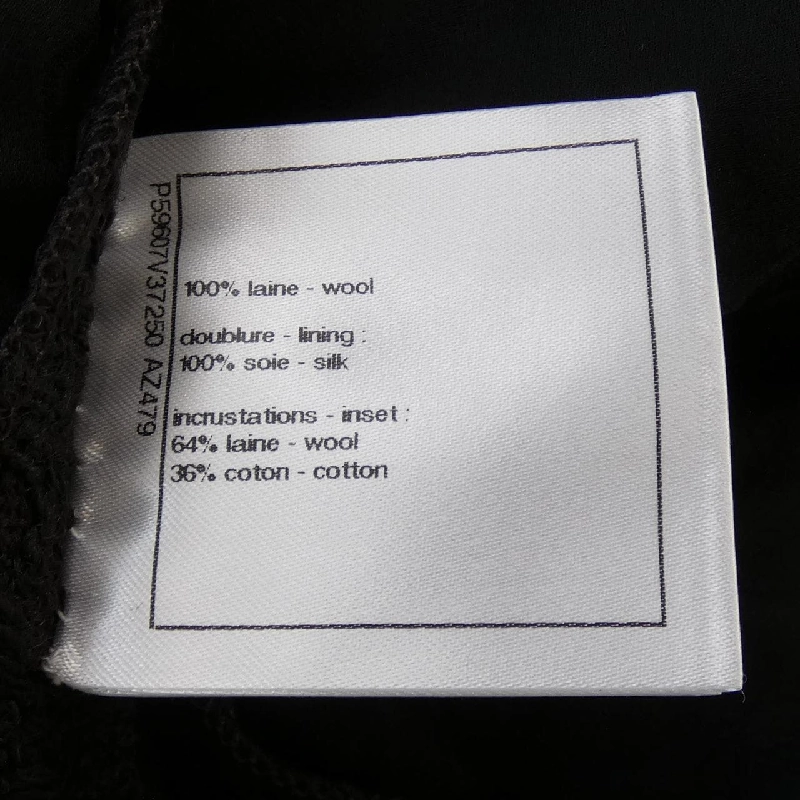 P59607V37250 AZ479
100% laine - wool
doublure - lining :
100% soie - silk
incrustations - inset :
64% laine - wool
36% coton - cotton